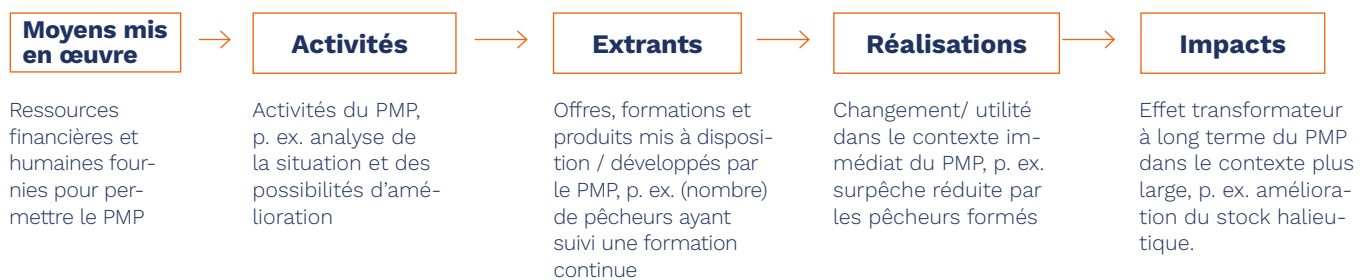 Moyens mis
en œuvre
Activités
Extrants
Réalisations
Impacts
Ressources
financières et
humaines four-
nies pour per-
mettre le PMP
Activités du PMP,
p. ex. analyse de
la situation et des
possibilités d’amé-
lioration
Offres, formations et
produits mis à disposi-
tion / développés par
le PMP, p. ex. (nombre)
de pêcheurs ayant
suivi une formation
continue
Changement/ utilité
dans le contexte im-
médiat du PMP, p. ex.
surpêche réduite par
les pêcheurs formés
Effet transformateur
à long terme du PMP
dans le contexte plus
large, p. ex. améliora-
tion du stock halieu-
tique.